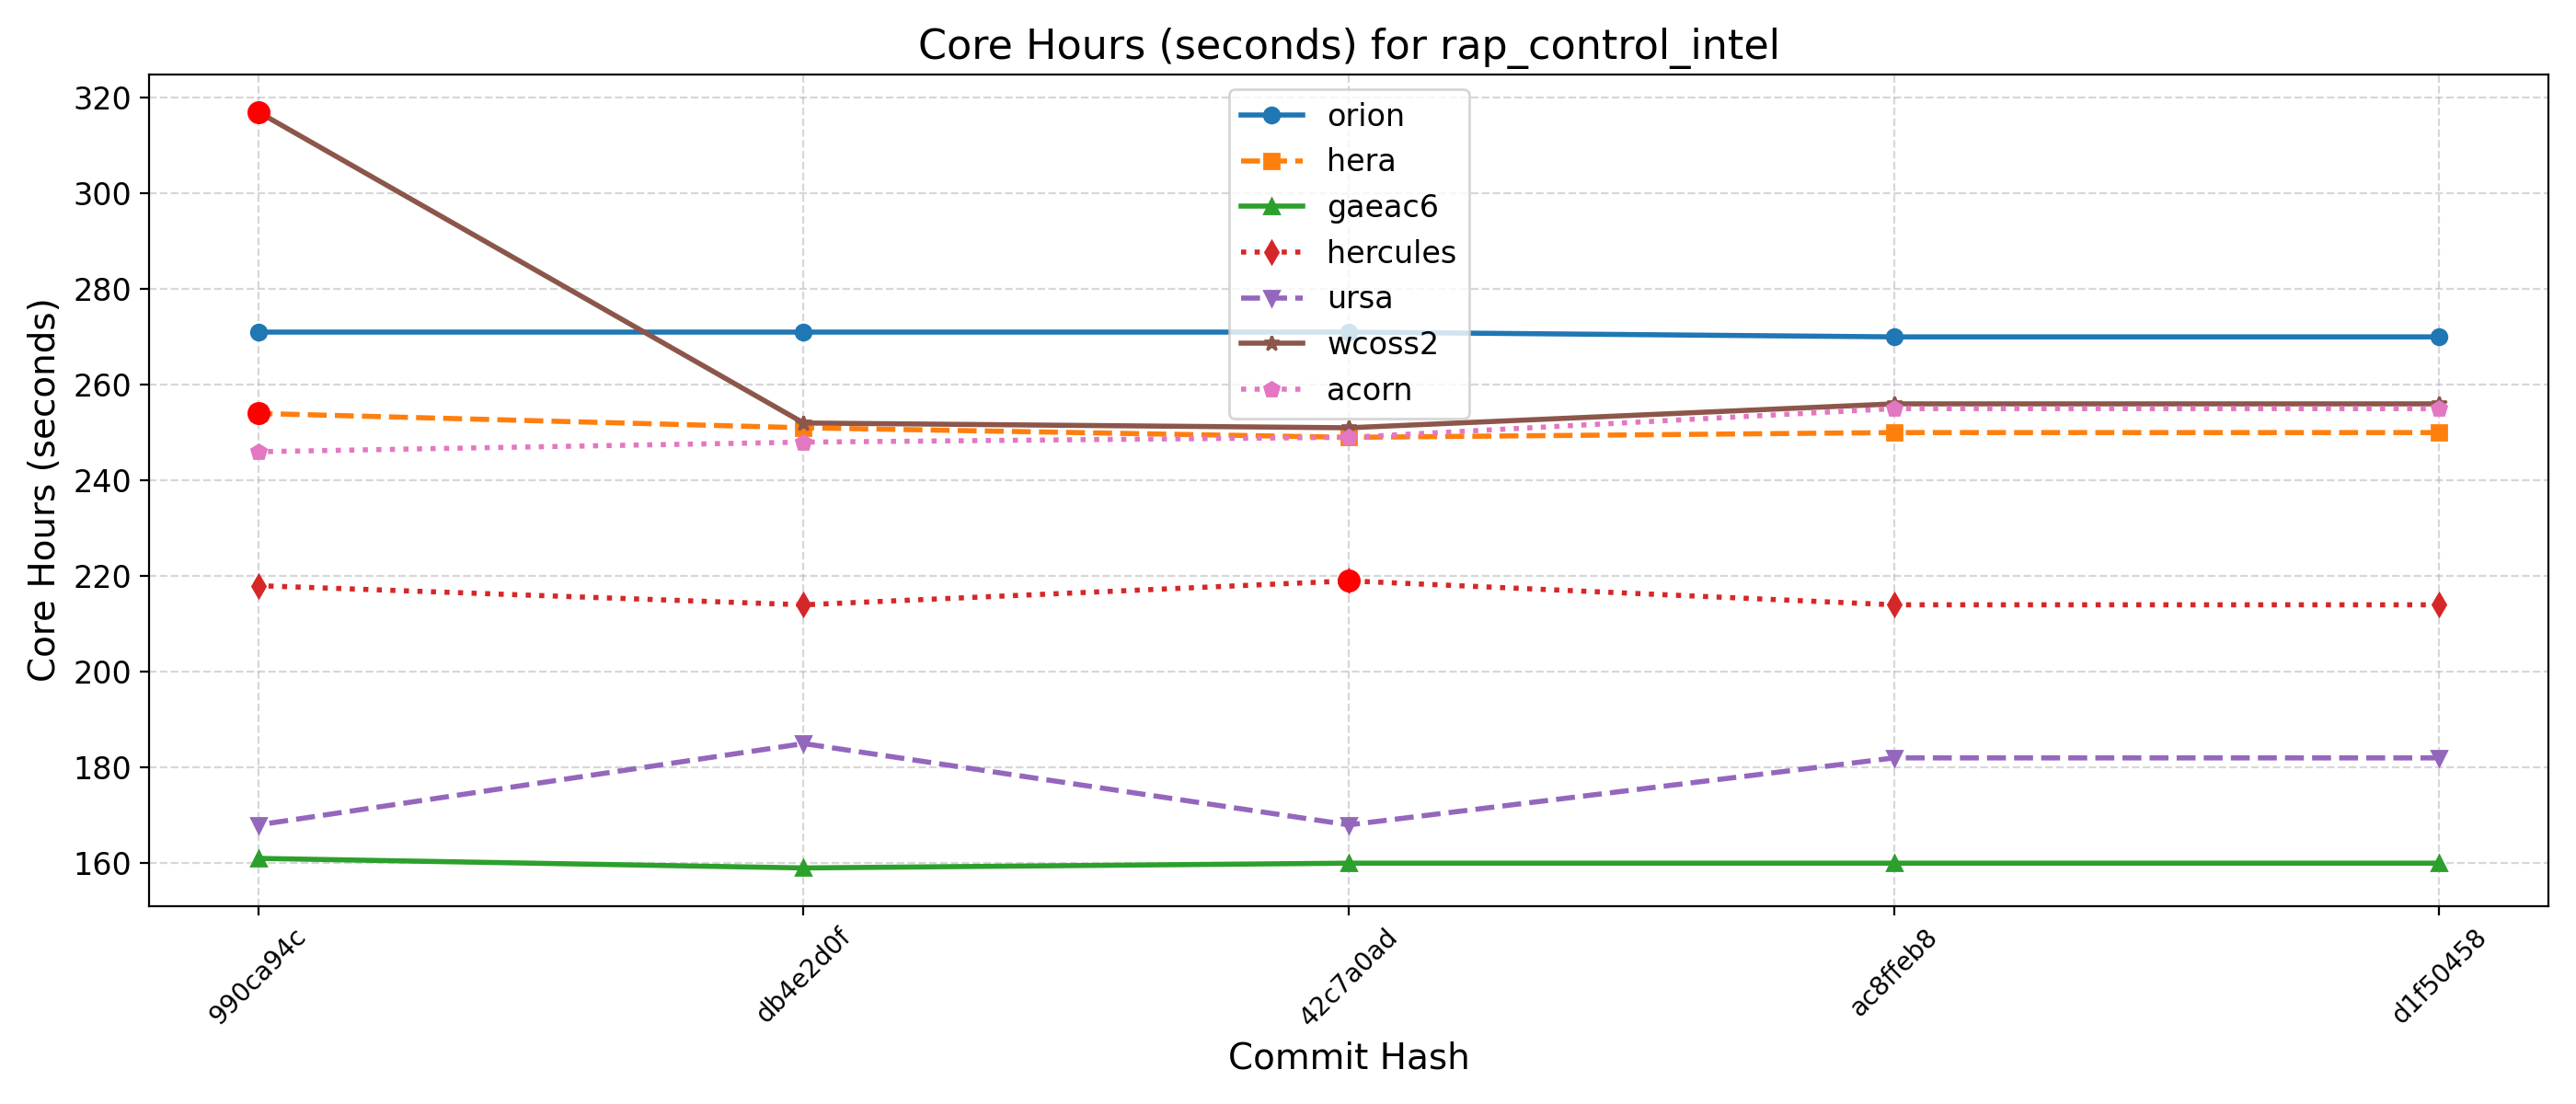 Core Hours (seconds) for rap_control_intel
Core Hours (seconds)
320
300
280
260
240
220
200
180
160
orion
hera
gaeac6
hercules
ursa
wcoss2
acorn
990ca94c
db4e2d0f
42c7a0ad
ac8ffeb8
d1f50458
Commit Hash